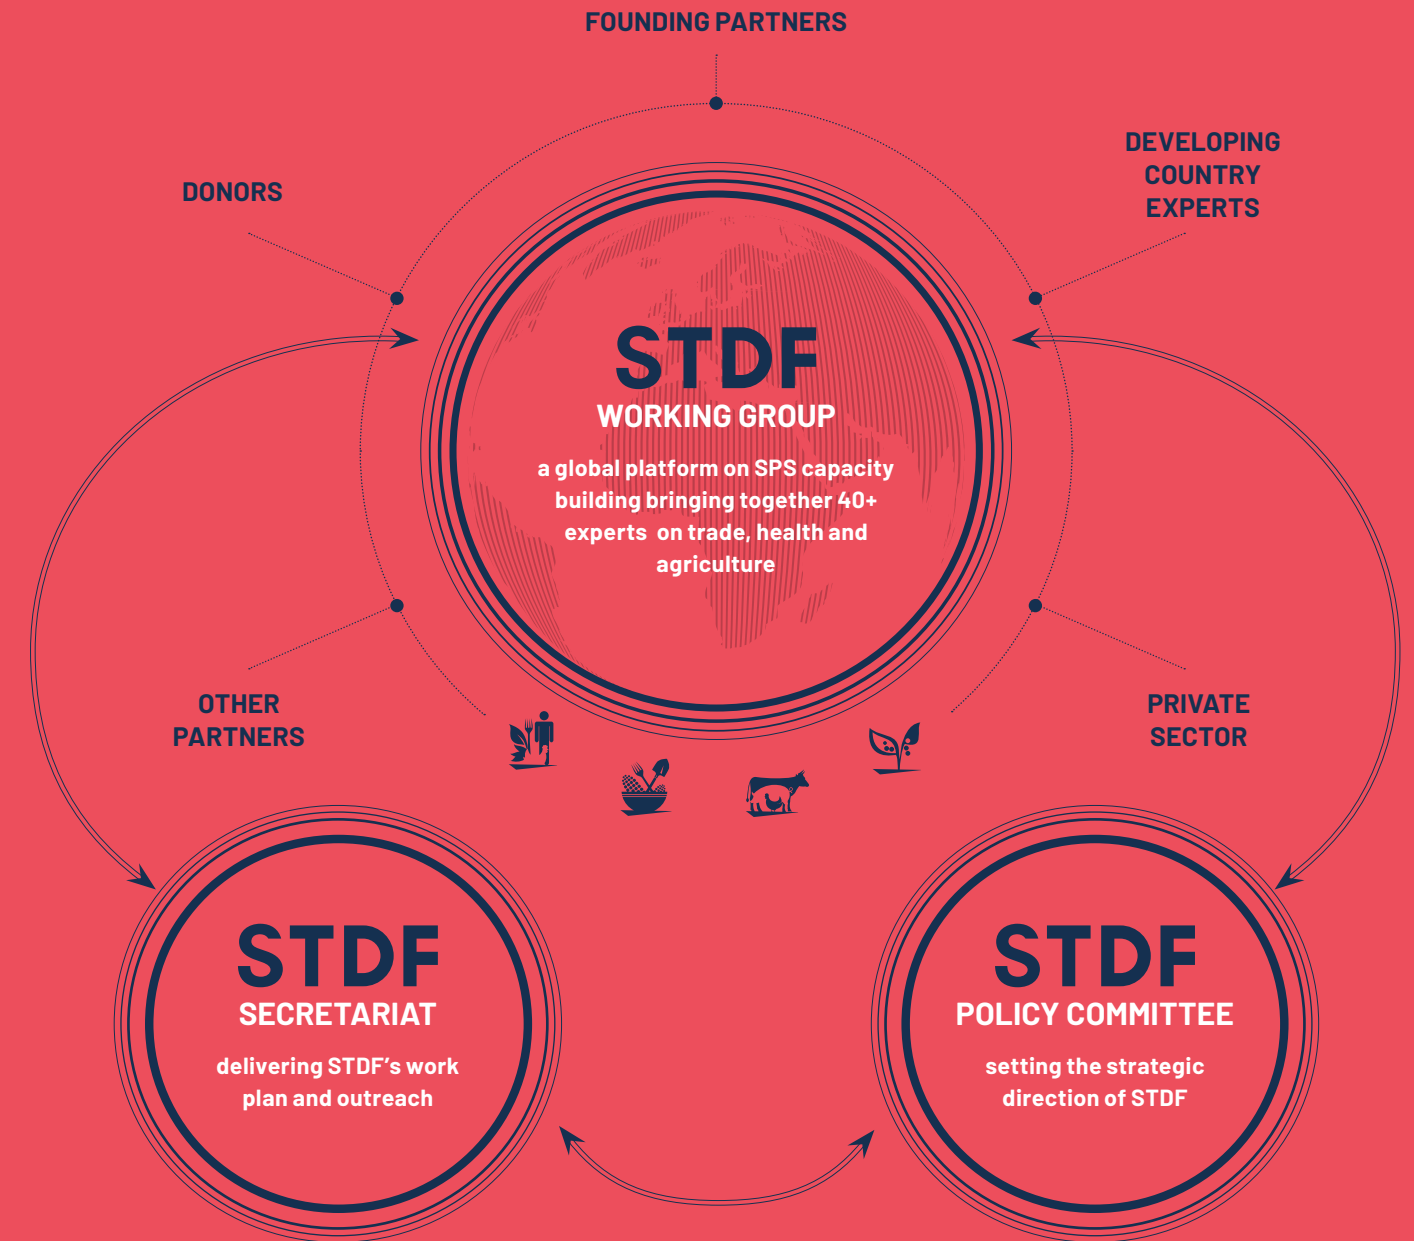 FOUNDING PARTNERS
DONORS
DEVELOPING
COUNTRY
EXPERTS
STDF
WORKING GROUP
a global platform on SPS capacity
building bringing together 40+
experts  on trade, health and
agriculture
OTHER
PARTNERS
PRIVATE
SECTOR
STDF
SECRETARIAT
delivering STDF’s work
plan and outreach
STDF
POLICY COMMITTEE
setting the strategic
direction of STDF